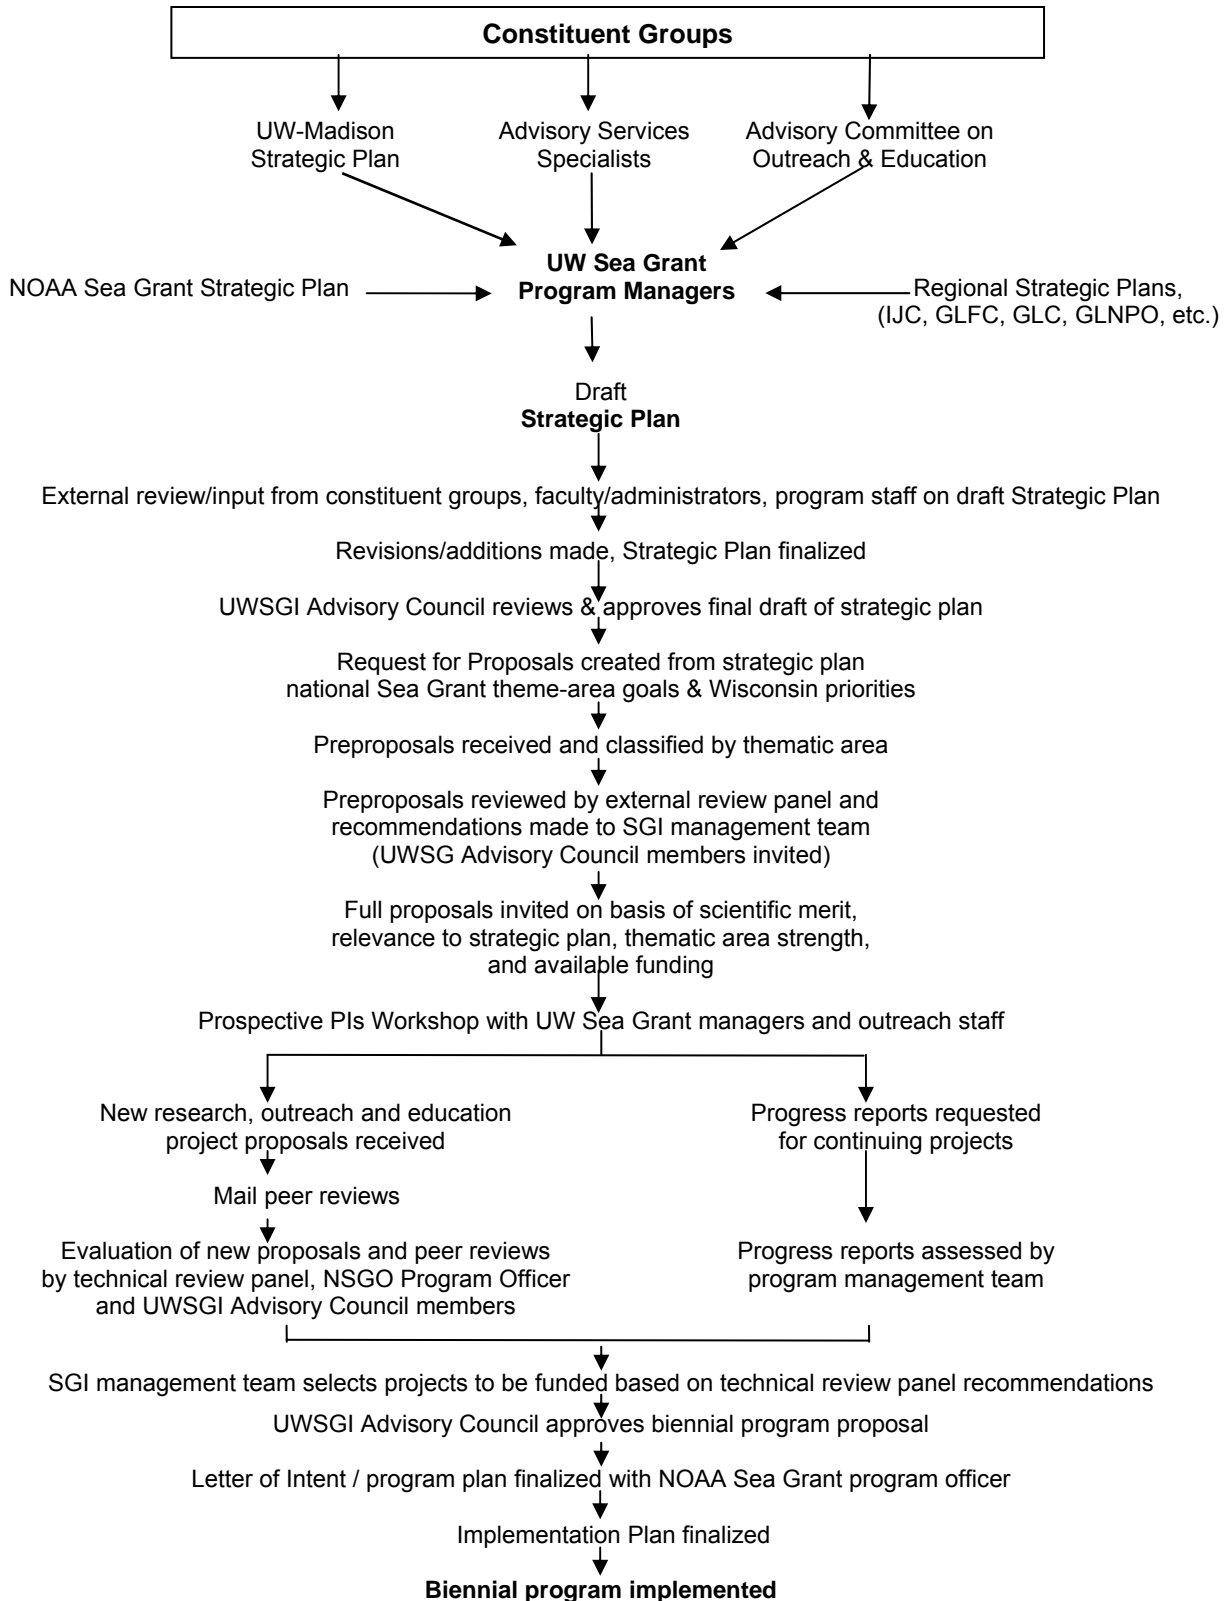 Constituent Groups
UW-Madison
Strategic Plan
Advisory Services
Specialists
Advisory Committee on
Outreach & Education
UW Sea Grant
Program Managers
NOAA Sea Grant Strategic Plan
Regional Strategic Plans,
(IJC, GLFC, GLC, GLNPO, etc.)
Draft
Strategic Plan
External review/input from constituent groups, faculty/administrators, program staff on draft Strategic Plan
Revisions/additions made, Strategic Plan finalized
UWSGI Advisory Council reviews & approves final draft of strategic plan
Request for Proposals created from strategic plan
national Sea Grant theme-area goals & Wisconsin priorities
Preproposals received and classified by thematic area
Preproposals reviewed by external review panel and
recommendations made to SGI management team
(UWSG Advisory Council members invited)
Full proposals invited on basis of scientific merit,
relevance to strategic plan, thematic area strength,
and available funding
Prospective PIs Workshop with UW Sea Grant managers and outreach staff
New research, outreach and education
project proposals received
Mail peer reviews
Evaluation of new proposals and peer reviews
by technical review panel, NSGO Program Officer
and UWSGI Advisory Council members
Progress reports requested
for continuing projects
Progress reports assessed by
program management team
SGI management team selects projects to be funded based on technical review panel recommendations
UWSGI Advisory Council approves biennial program proposal
Letter of Intent / program plan finalized with NOAA Sea Grant program officer
Implementation Plan finalized
Biennial program implemented